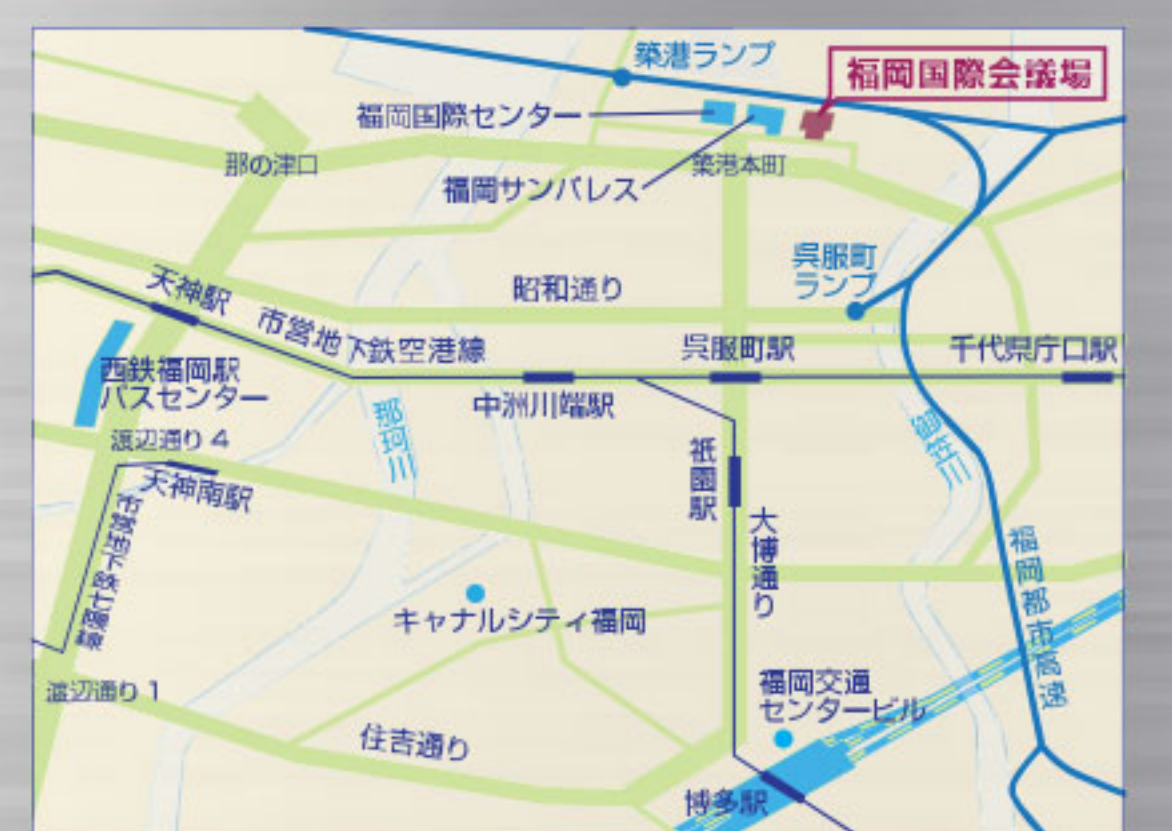 築港ランプ
福岡国際会議場
福岡国際センター
那の津口
築港本町
福岡サンパレス
呉服町
ランプ
天神駅
昭和通り
市営地下鉄空港線
呉服町駅
千代県庁口駅
西鉄福岡駅
バスセンター
中洲川端駅
那珂川
御笠川
渡辺通り 4
天神南駅
祇園駅
大博通り
市営地下鉄七隈線
福岡都市高速
キャナルシティ福岡
渡辺通り 1
福岡交通
センタービル
住吉通り
博多駅